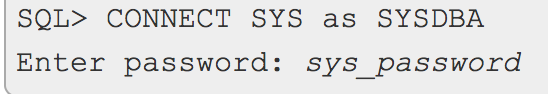 SQL> CONNECT SYS as SYSDBA
Enter password: sys_password